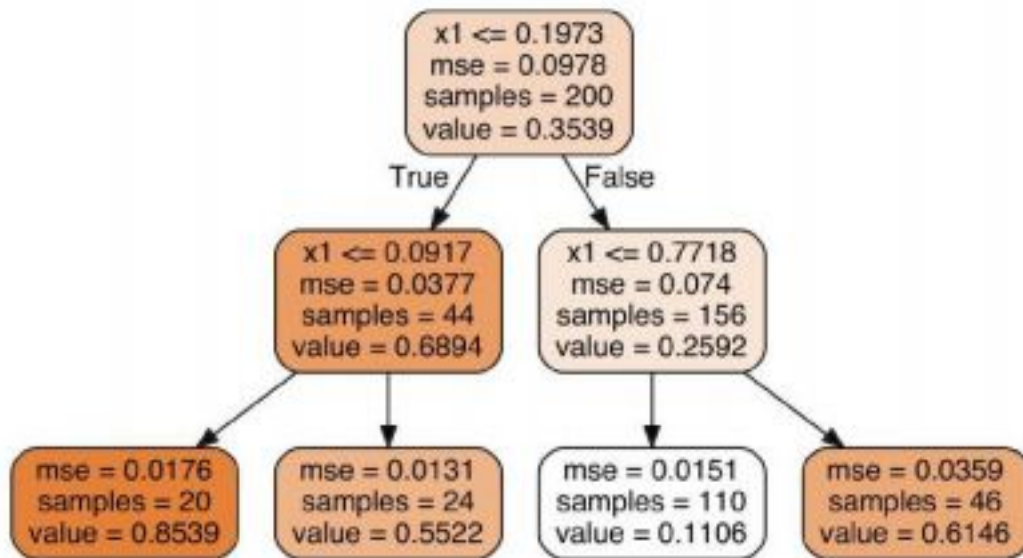 x1 <= 0.1973
mse = 0.0978
samples = 200
value = 0.3539
True
False
x1 <= 0.0917
mse = 0.0377
samples = 44
value = 0.6894
x1 <= 0.7718
mse = 0.074
samples = 156
value = 0.2592
mse = 0.0176
samples = 20
value = 0.8539
mse = 0.0131
samples = 24
value = 0.5522
mse = 0.0151
samples = 110
value = 0.1106
mse = 0.0359
samples = 46
value = 0.6146